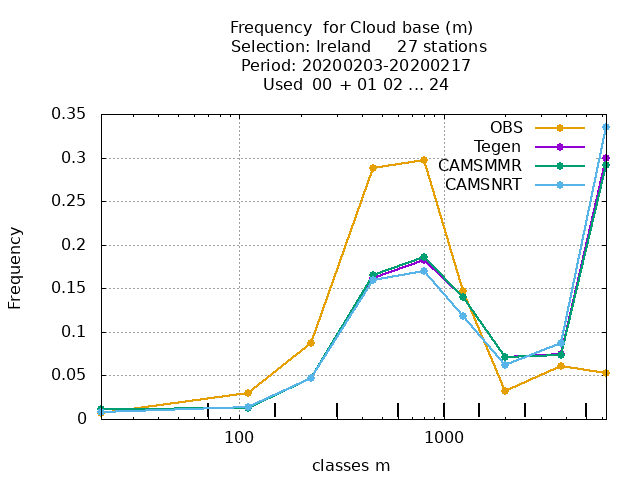 Frequency  for Cloud base (m)
Selection: Ireland     27 stations
Period: 20200203-20200217
Used  00 + 01 02 ... 24
0.35
0.3
0.25
0.2
0.15
0.1
0.05
0
Frequency
OBS
Tegen
CAMSMMR
CAMSNRT
100
1000
classes m